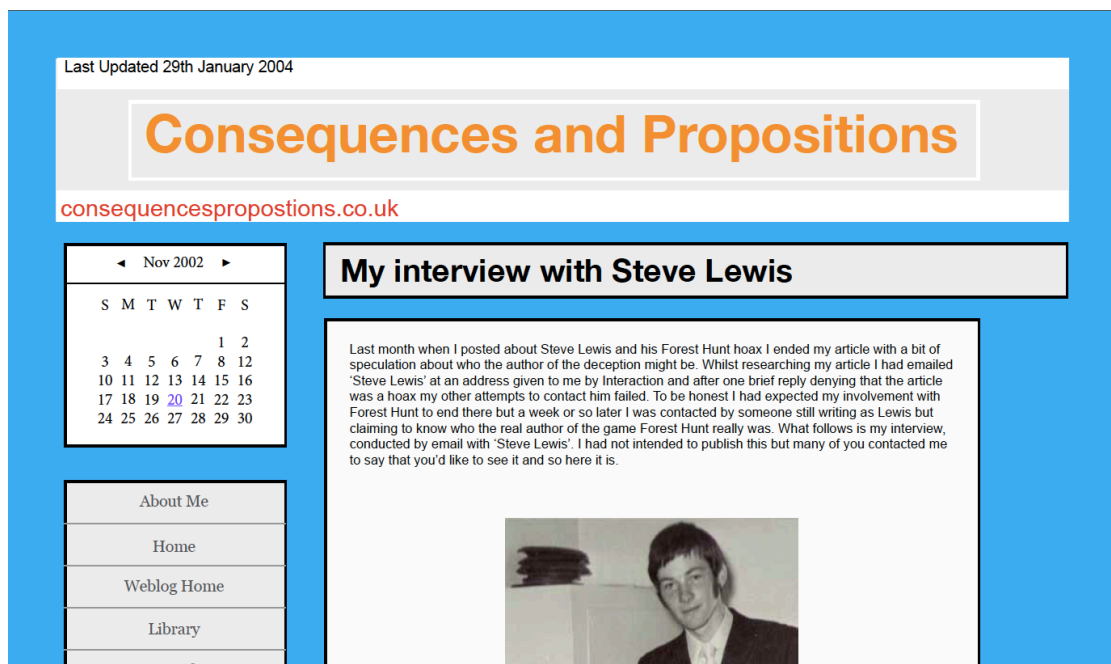 Last Updated 29th January 2004
Consequences and Propositions
consequencespropostions.co.uk
◄ Nov 2002 ►
S M T W T F S
1 2
3 4 5 6 7 8 12
10 11 12 13 14 15 16
17 18 19 20 21 22 23
24 25 26 27 28 29 30
About Me
Home
Weblog Home
Library
My interview with Steve Lewis
Last month when I posted about Steve Lewis and his Forest Hunt hoax I ended my article with a bit of
speculation about who the author of the deception might be. Whilst researching my article I had emailed
‘Steve Lewis’ at an address given to me by Interaction and after one brief reply denying that the article
was a hoax my other attempts to contact him failed. To be honest I had expected my involvement with
Forest Hunt to end there but a week or so later I was contacted by someone still writing as Lewis but
claiming to know who the real author of the game Forest Hunt really was. What follows is my interview,
conducted by email with ‘Steve Lewis’. I had not intended to publish this but many of you contacted me
to say that you’d like to see it and so here it is.